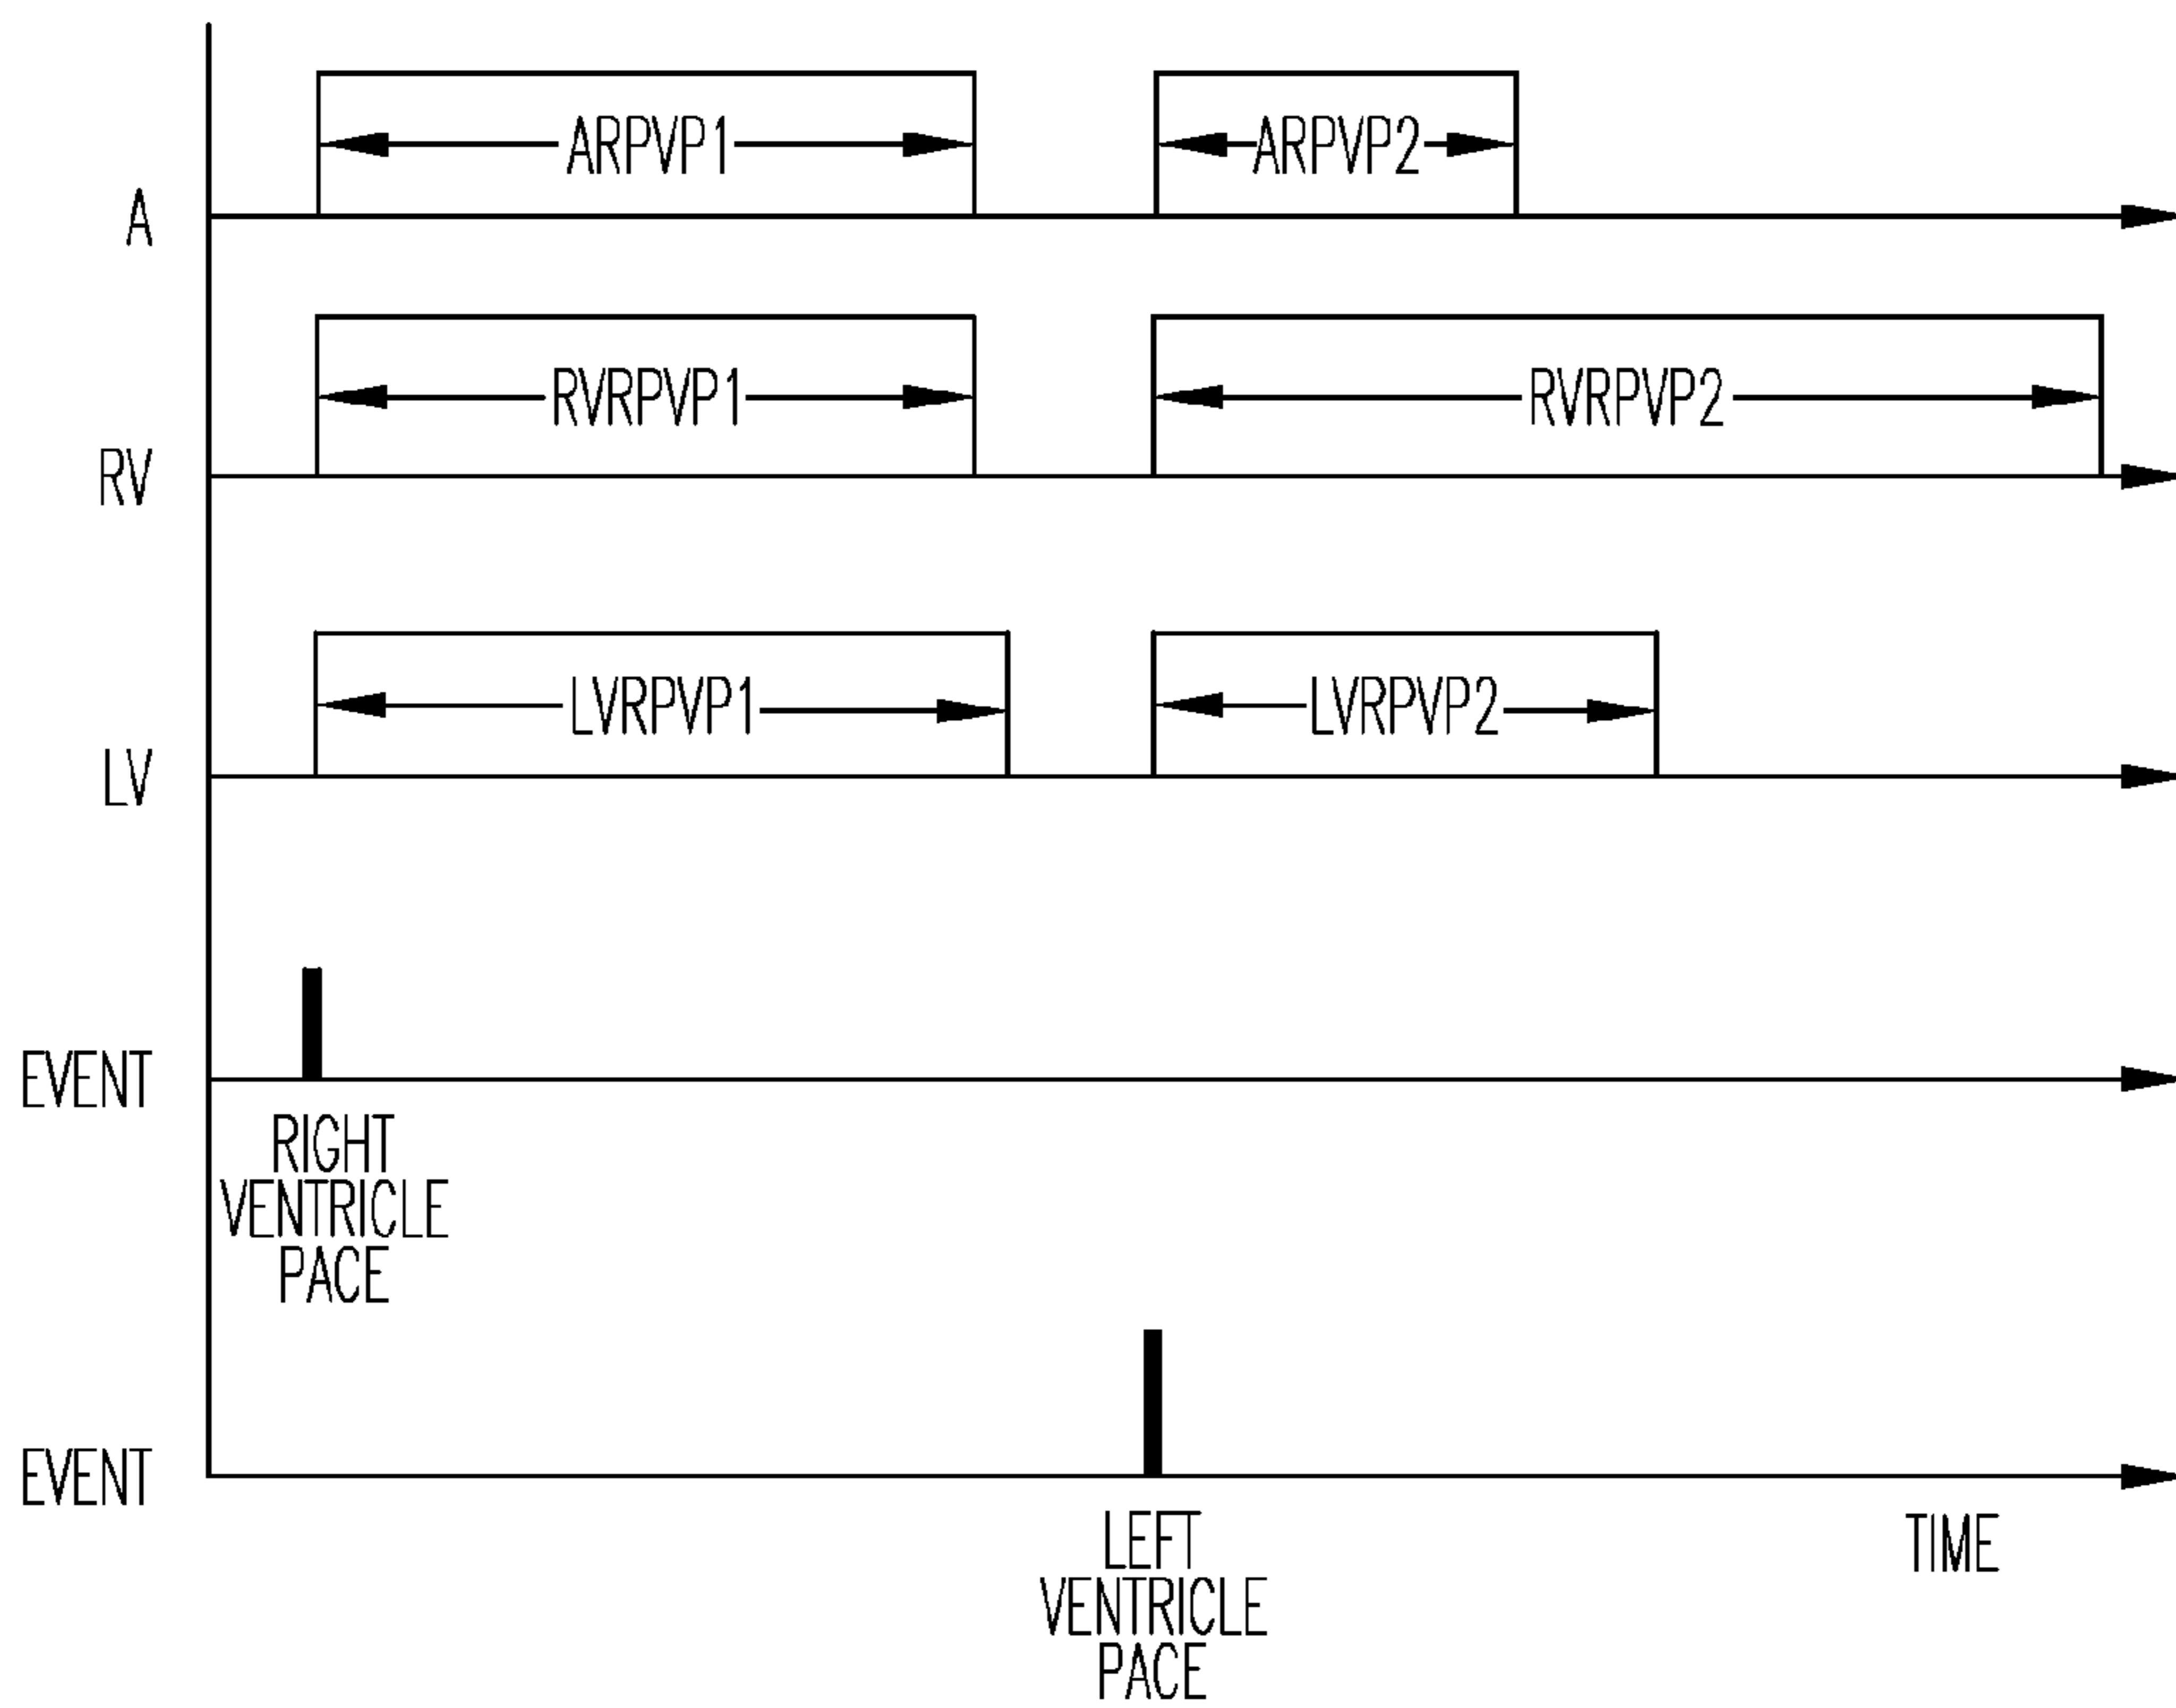 ARPVP1
ARPVP2
A
RVRPVP1
RVRPVP2
RV
LVRPVP1
LVRPVP2
LV
EVENT
RIGHT
VENTRICLE
PACE
EVENT
LEFT
VENTRICLE
PACE
TIME